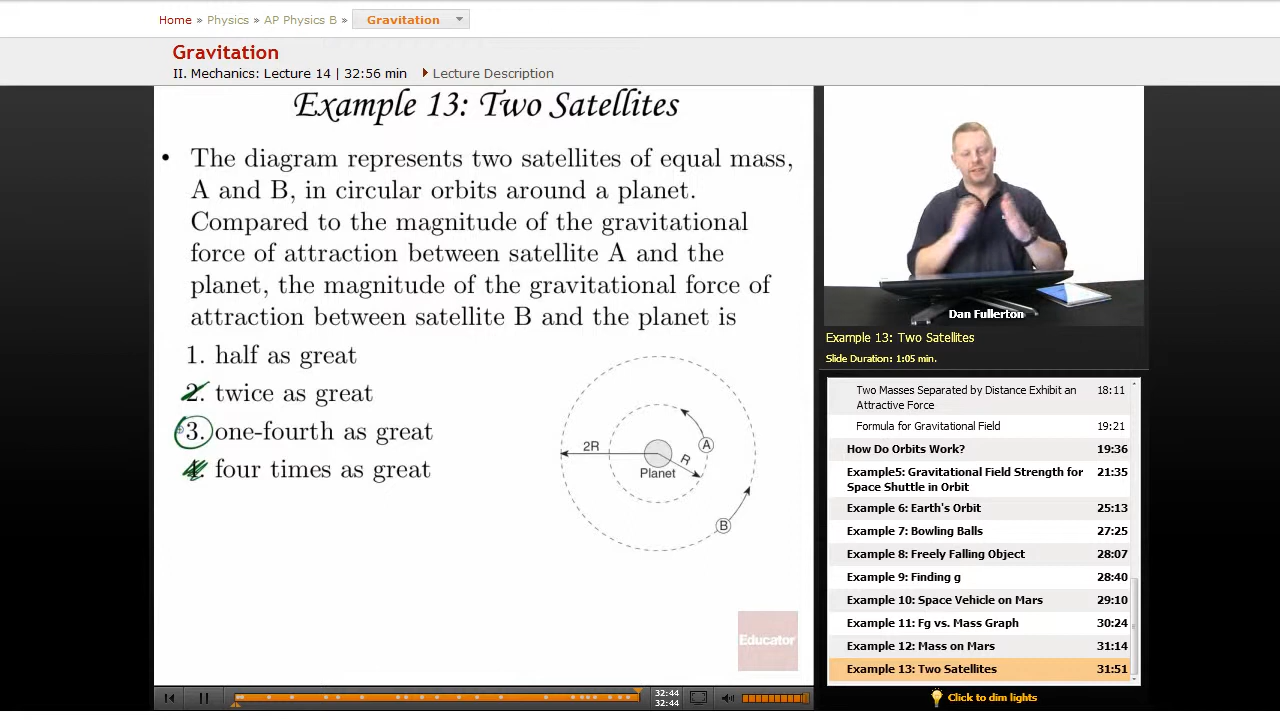 Home » Physics » AP Physics B » Gravitation
Gravitation
II. Mechanics: Lecture 14 | 32:56 min Lecture Description
Example 13: Two Satellites
• The diagram represents two satellites of equal mass,
A and B, in circular orbits around a planet.
Compared to the magnitude of the gravitational
force of attraction between satellite A and the
planet, the magnitude of the gravitational force of
attraction between satellite B and the planet is
1. half as great
2. twice as great
3. one-fourth as great
4. four times as great
2R
R
A
Planet
B
Educator
Dan Fullerton
Example 13: Two Satellites
Slide Duration: 1:05 min.
Two Masses Separated by Distance Exhibit an 18:11
Attractive Force
Formula for Gravitational Field 19:21
How Do Orbits Work? 19:36
Example5: Gravitational Field Strength for 21:35
Space Shuttle in Orbit
Example 6: Earth's Orbit 25:13
Example 7: Bowling Balls 27:25
Example 8: Freely Falling Object 28:07
Example 9: Finding g 28:40
Example 10: Space Vehicle on Mars 29:10
Example 11: Fg vs. Mass Graph 30:24
Example 12: Mass on Mars 31:14
Example 13: Two Satellites 31:51
32:44
32:44
Click to dim lights